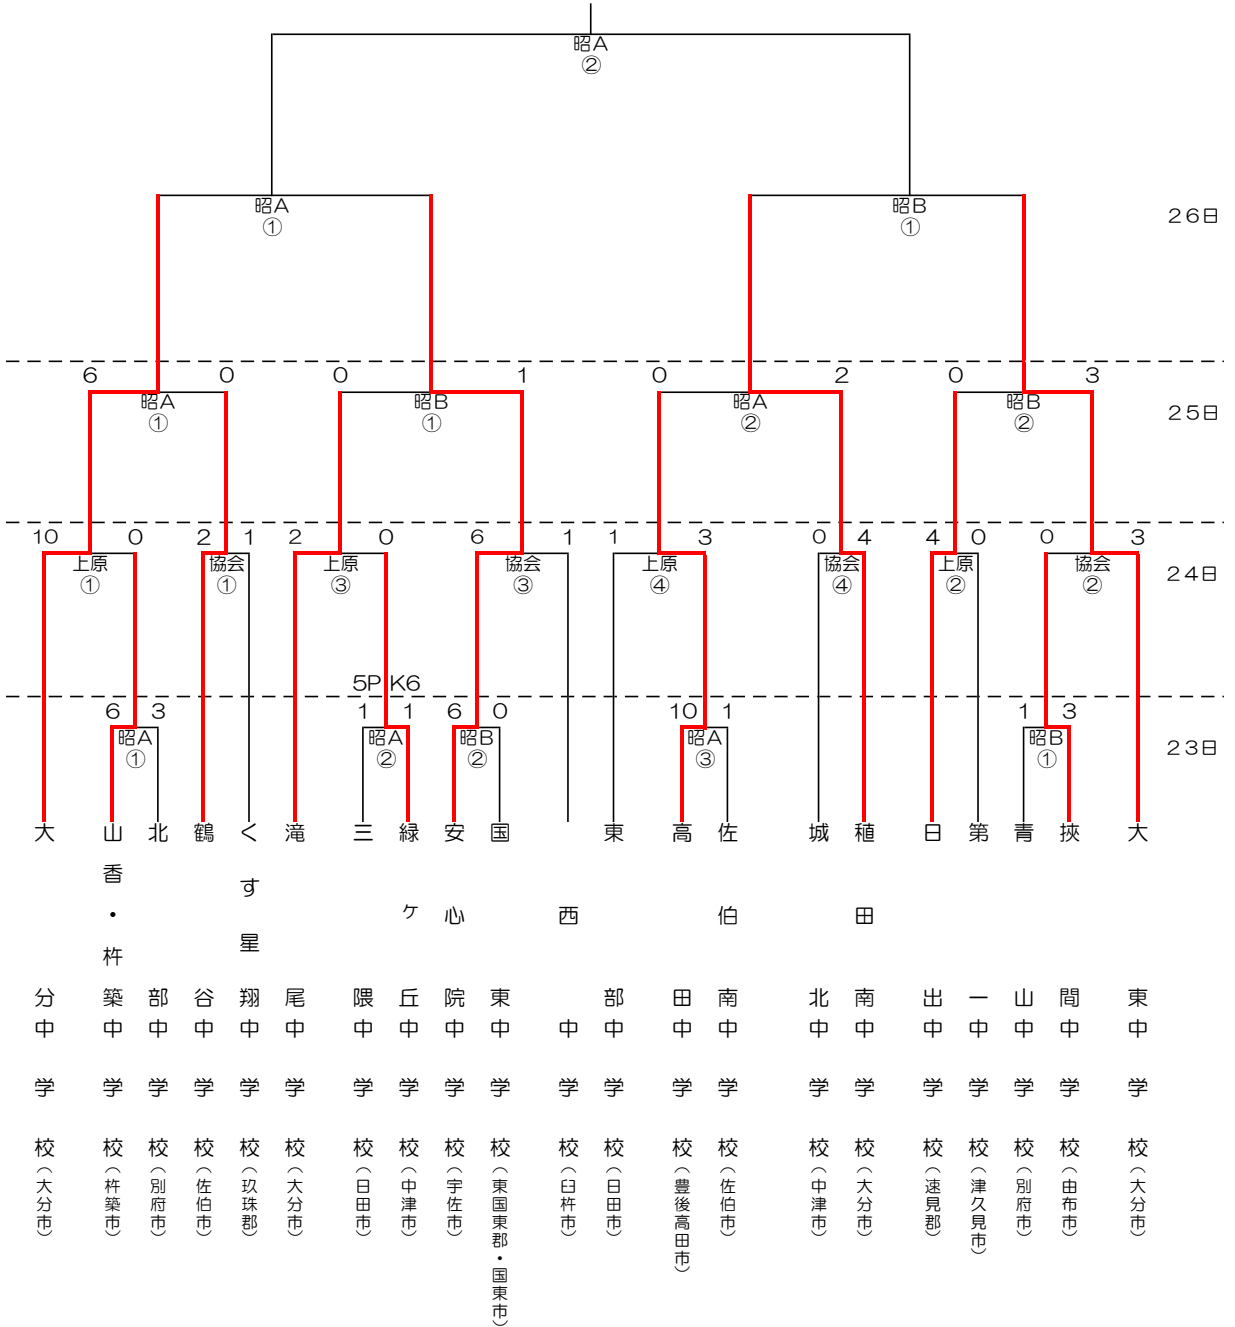 昭A
②
昭A
①
昭B
①
26日
6 0 0 1 0 2 0 3
昭A
①
昭B
①
昭A
②
昭B
②
25日
10 0 2 1 2 0 6 1 1 3 0 4 4 0 0 3
上原
①
協会
①
上原
③
協会
③
上原
④
協会
④
上原
②
協会
②
24日
5PK6
6 3 1 1 6 0 10 1 1 3
昭A
①
昭A
②
昭B
②
昭A
③
昭B
①
23日
大分中学校(大分市)
山香・杵築中学校(杵築市)
北部中学校(別府市)
鶴谷中学校(佐伯市)
くす星翔中学校(玖珠郡)
滝尾中学校(大分市)
三隈中学校(日田市)
緑ヶ丘中学校(中津市)
安心院中学校(宇佐市)
国東中学校(東国東郡・国東市)
西中学校(臼杵市)
東部中学校(日田市)
高田中学校(豊後高田市)
佐伯南中学校(佐伯市)
城北中学校(中津市)
稙田南中学校(大分市)
日出中学校(速見郡)
第一中学校(津久見市)
青山中学校(別府市)
挾間中学校(由布市)
大東中学校(大分市)